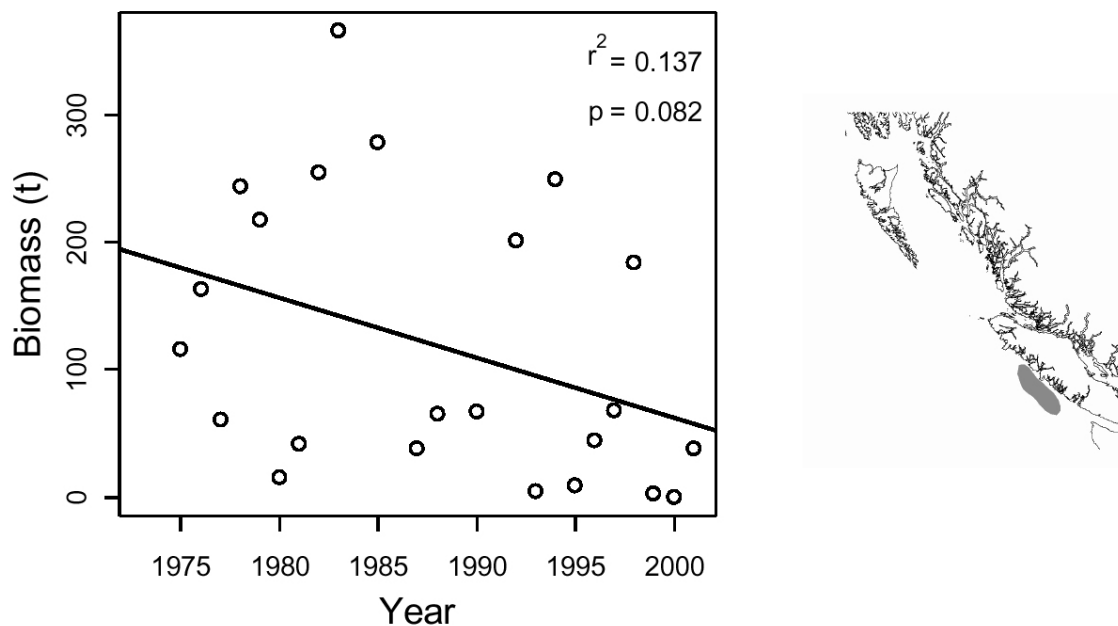 r² = 0.137
p = 0.082
Biomass (t)
300
200
100
0
1975 1980 1985 1990 1995 2000
Year